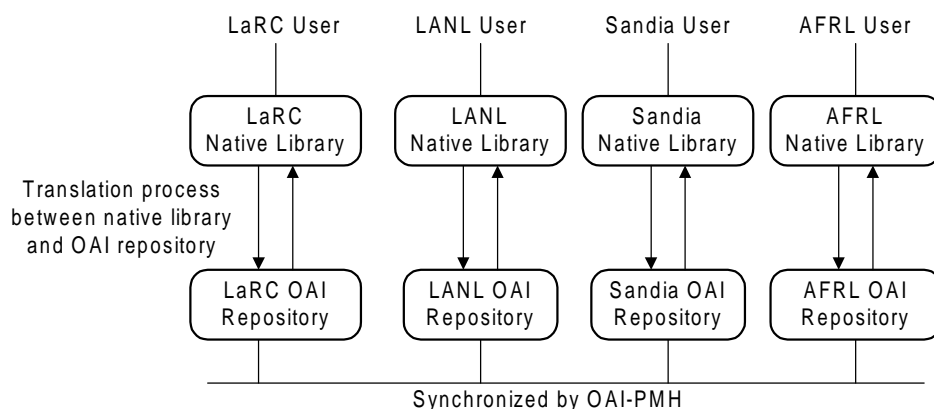 LaRC User LANL User Sandia User AFRL User
LaRC
Native Library
LANL
Native Library
Sandia
Native Library
AFRL
Native Library
Translation process
between native library
and OAI repository
LaRC OAI
Repository
LANL OAI
Repository
Sandia OAI
Repository
AFRL OAI
Repository
Synchronized by OAI-PMH